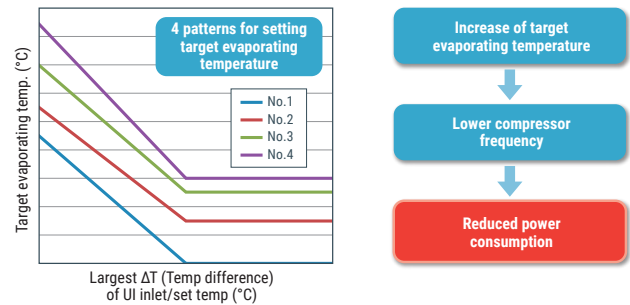 4 patterns for setting
target evaporating
temperature
No.1
No.2
No.3
No.4
Target evaporating temp. (°C)
Largest ΔT (Temp difference)
of UI inlet/set temp (°C)
Increase of target
evaporating temperature
Lower compressor
frequency
Reduced power
consumption